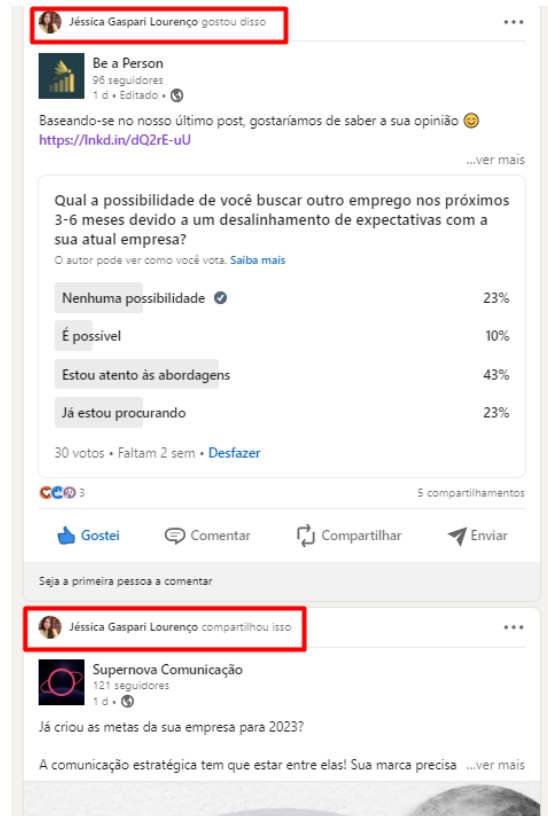 Jéssica Gaspari Lourenço gostou disso
Be a Person
96 seguidores
1 d • Editado •
Baseando-se no nosso último post, gostaríamos de saber a sua opinião 😊
https://lnkd.in/dQ2rE-uU
...ver mais
Qual a possibilidade de você buscar outro emprego nos próximos
3-6 meses devido a um desalinhamento de expectativas com a
sua atual empresa?
O autor pode ver como você vota. Saiba mais
Nenhuma possibilidade 23%
É possível 10%
Estou atento às abordagens 43%
Já estou procurando 23%
30 votos • Faltam 2 sem • Desfazer
3 5 compartilhamentos
Gostei Comentar Compartilhar Enviar
Seja a primeira pessoa a comentar
Jéssica Gaspari Lourenço compartilhou isso
Supernova Comunicação
121 seguidores
1 d •
Já criou as metas da sua empresa para 2023?
A comunicação estratégica tem que estar entre elas! Sua marca precisa ...ver mais